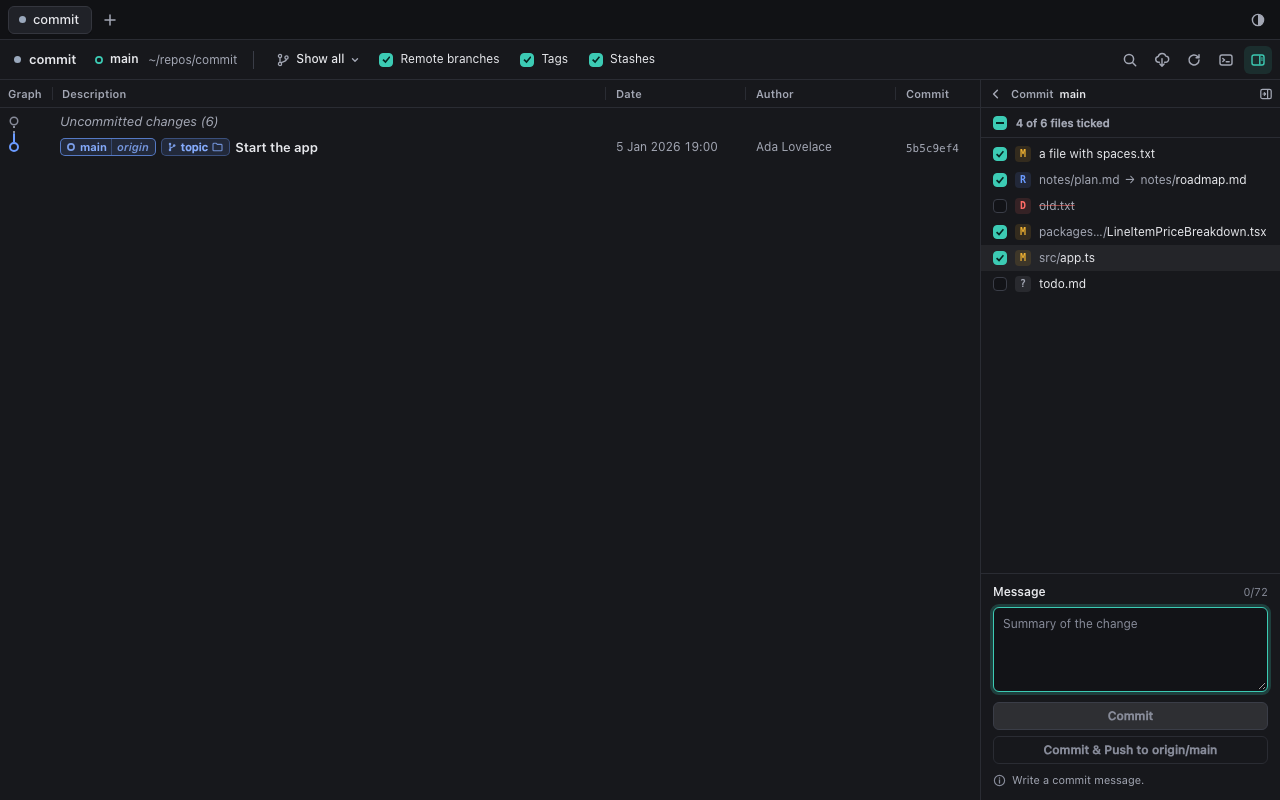 commit
commit main ~/repos/commit Show all Remote branches Tags Stashes
Graph Description Date Author Commit
Commit main
Uncommitted changes (6)
main origin topic Start the app 5 Jan 2026 19:00 Ada Lovelace 5b5c9ef4
4 of 6 files ticked
M a file with spaces.txt
R notes/plan.md → notes/roadmap.md
D old.txt
M packages…/LineItemPriceBreakdown.tsx
M src/app.ts
? todo.md
Message 0/72
Summary of the change
Commit
Commit & Push to origin/main
Write a commit message.